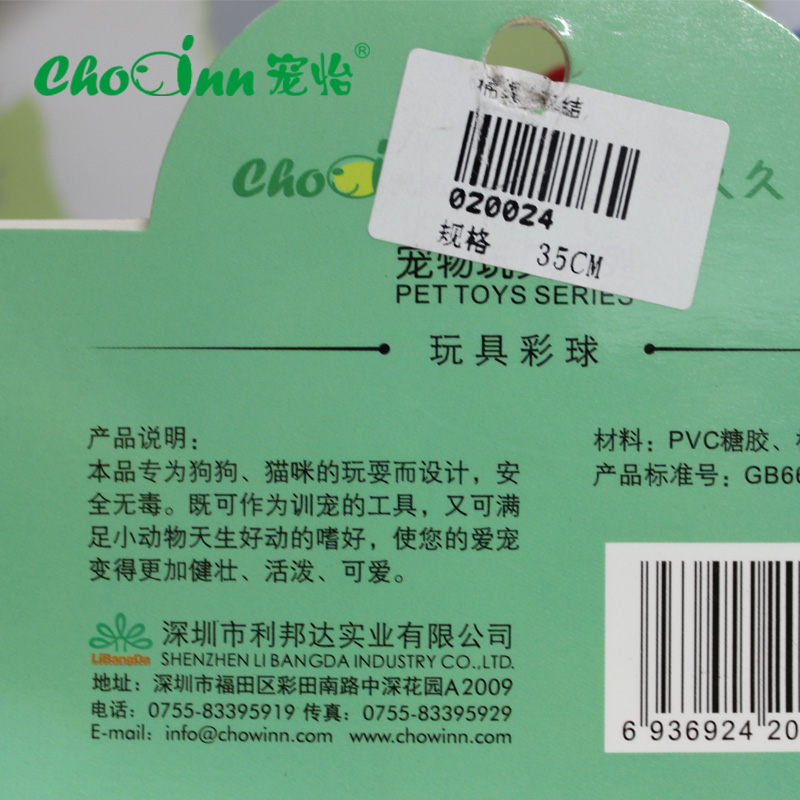 Chowinn 宠怡®
结
020024
规格 35CM
Cho
久久
宠物玩
PET TOYS SERIES
玩具彩球
产品说明：
本品专为狗狗、猫咪的玩耍而设计，安
全无毒。既可作为训宠的工具，又可满
足小动物天生好动的嗜好，使您的爱宠
变得更加健壮、活泼、可爱。
材料：PVC糖胶、
产品标准号：GB66
LiBangDa
深圳市利邦达实业有限公司
SHENZHEN LI BANGDA INDUSTRY CO.,LTD.
地址：深圳市福田区彩田南路中深花园A2009
电话：0755-83395919 传真：0755-83395929
E-mail：info@chowinn.com www.chowinn.com
6 936924 20